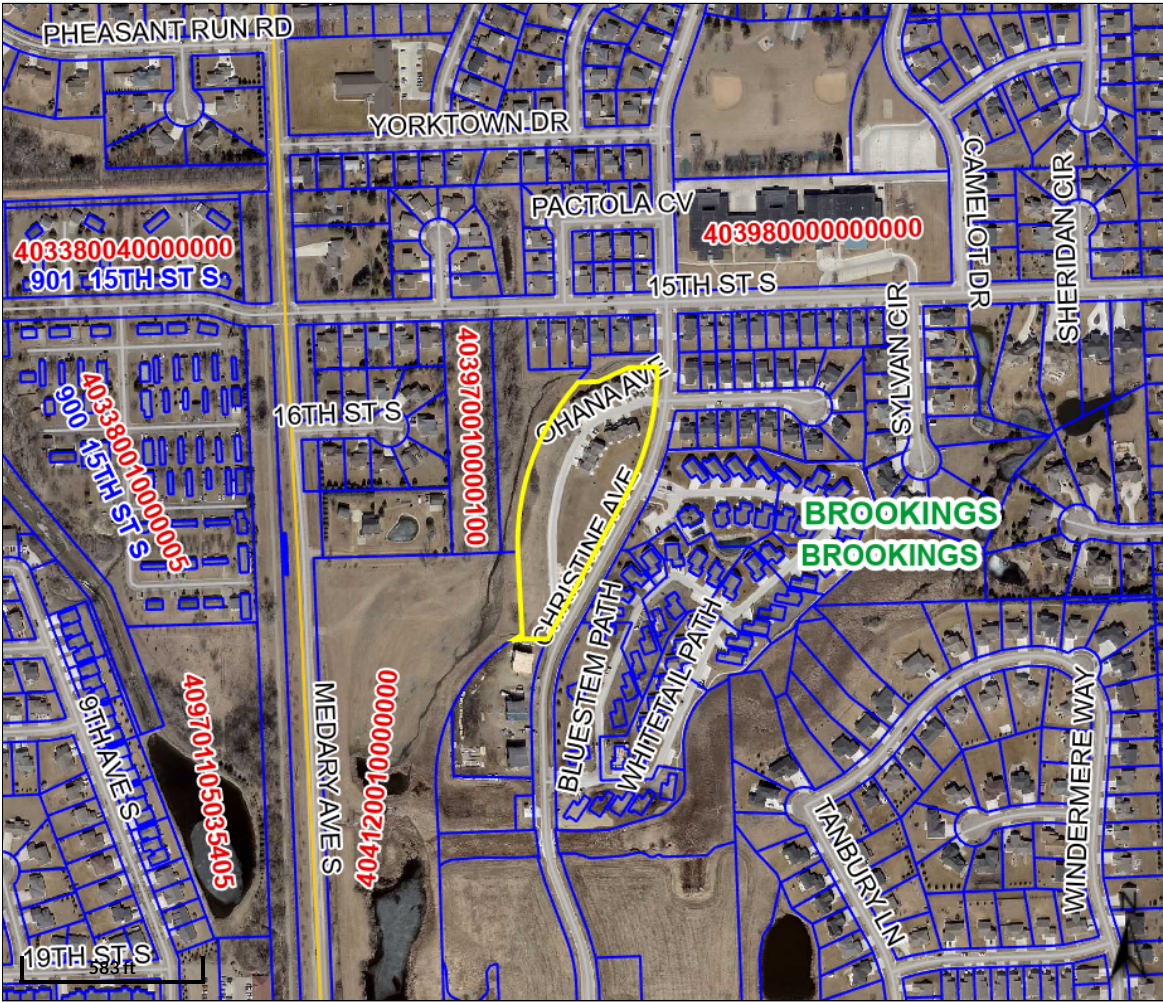 PHEASANT RUN RD
YORKTOWN DR
CAMELOT DR
SHERIDAN CIR
PACTOLA CV
403980000000000
403380040000000
901 15TH ST S
15TH ST S
SYLVAN CIR
403970010000100
OHANA AVE
403380010000005
900 15TH ST S
16TH ST S
CHRISTINE AVE
BROOKINGS
BROOKINGS
BLUESTEM PATH
WHITETAIL PATH
409701105035405
9TH AVE S
MEDARY AVE S
404120010000000
WINDERMERE WAY
TANBURY LN
N
19TH ST S
583 ft